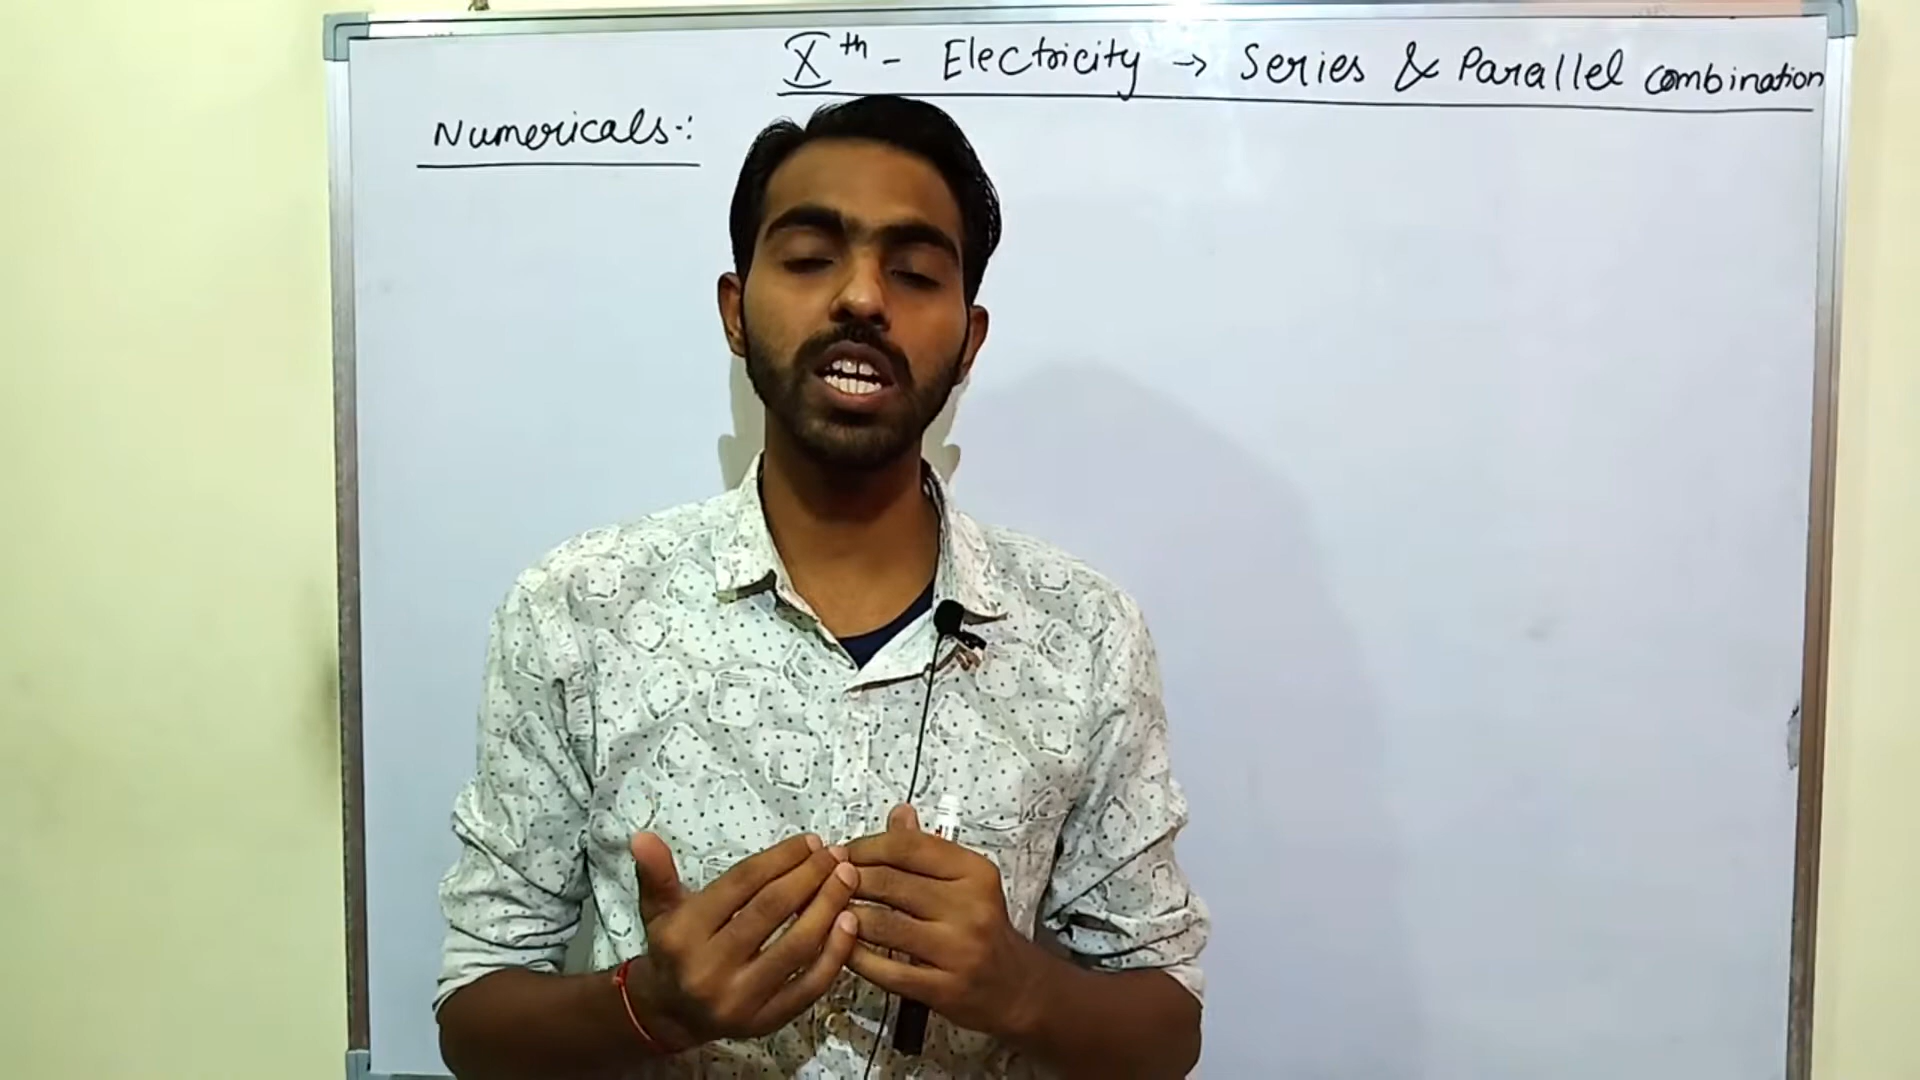 Xth - Electricity → Series & Parallel combination
Numericals: